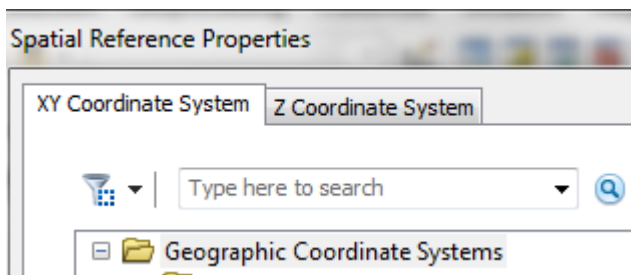 Spatial Reference Properties
XY Coordinate System
Z Coordinate System
Type here to search
Geographic Coordinate Systems